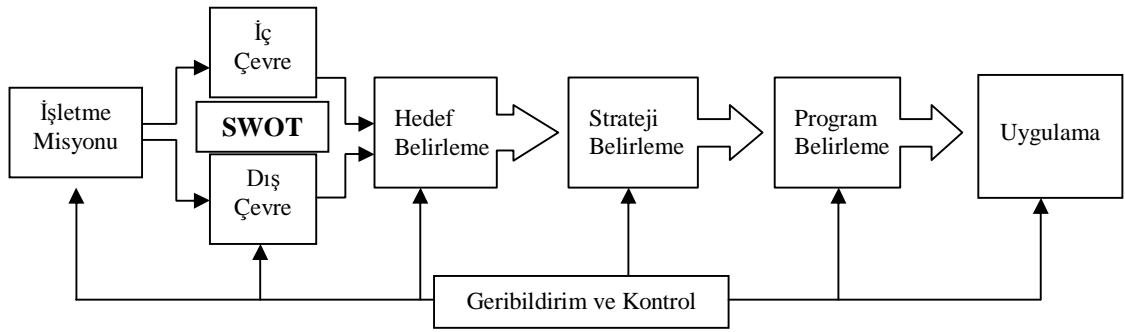 İşletme
Misyonu
İç
Çevre
SWOT
Dış
Çevre
Hedef
Belirleme
Strateji
Belirleme
Program
Belirleme
Uygulama
Geribildirim ve Kontrol